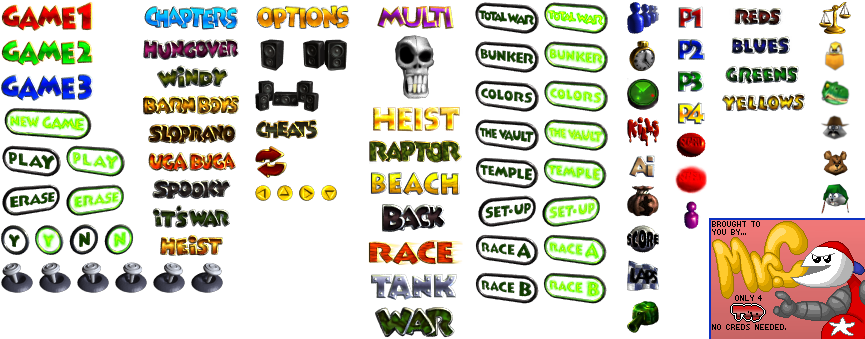 GAME1
GAME2
GAME3
NEW GAME
PLAY PLAY
ERASE ERASE
Y Y N N
CHAPTERS
HUNGOVER
WINDY
BARN BOYS
SLOPRANO
UGA BUGA
SPOOKY
IT'S WAR
HEIST
OPTIONS
CHEATS
MULTI
HEIST
RAPTOR
BEACH
BACK
RACE
TANK
WAR
TOTAL WAR TOTAL WAR
BUNKER BUNKER
COLORS COLORS
THE VAULT THE VAULT
TEMPLE TEMPLE
SET-UP SET-UP
RACE A RACE A
RACE B RACE B
KILLS
Ai
SCORE
LAPS
P1
P2
P3
P4
REDS
BLUES
GREENS
YELLOWS
BROUGHT TO
YOU BY...
Mr. C
ONLY 4
NO CREDS NEEDED.